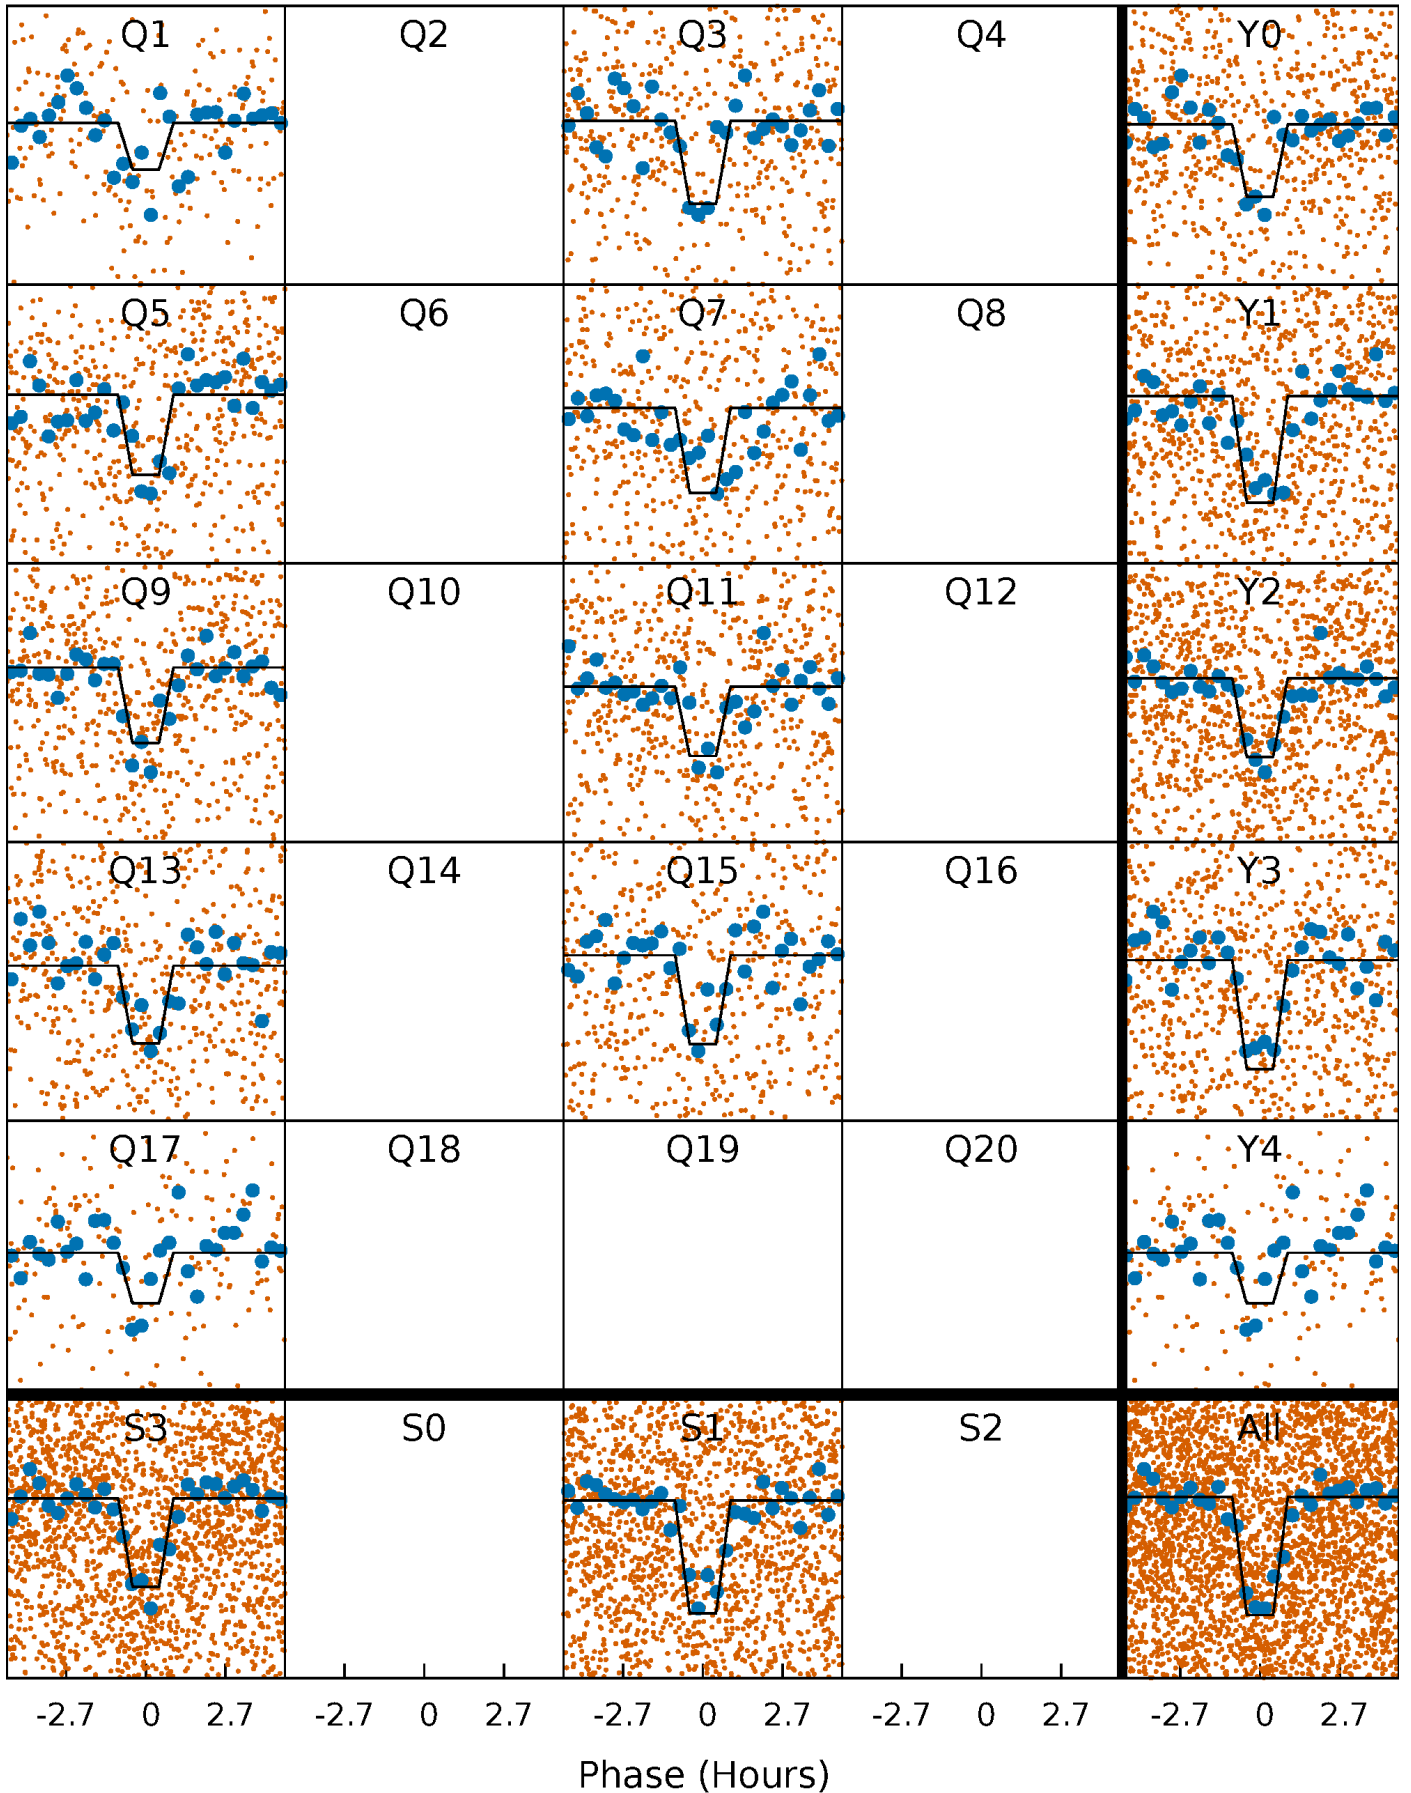 Q1 Q2 Q3 Q4 Y0
Q5 Q6 Q7 Q8 Y1
Q9 Q10 Q11 Q12 Y2
Q13 Q14 Q15 Q16 Y3
Q17 Q18 Q19 Q20 Y4
S3 S0 S1 S2 All
-2.7 0 2.7 -2.7 0 2.7 -2.7 0 2.7 -2.7 0 2.7 -2.7 0 2.7
Phase (Hours)